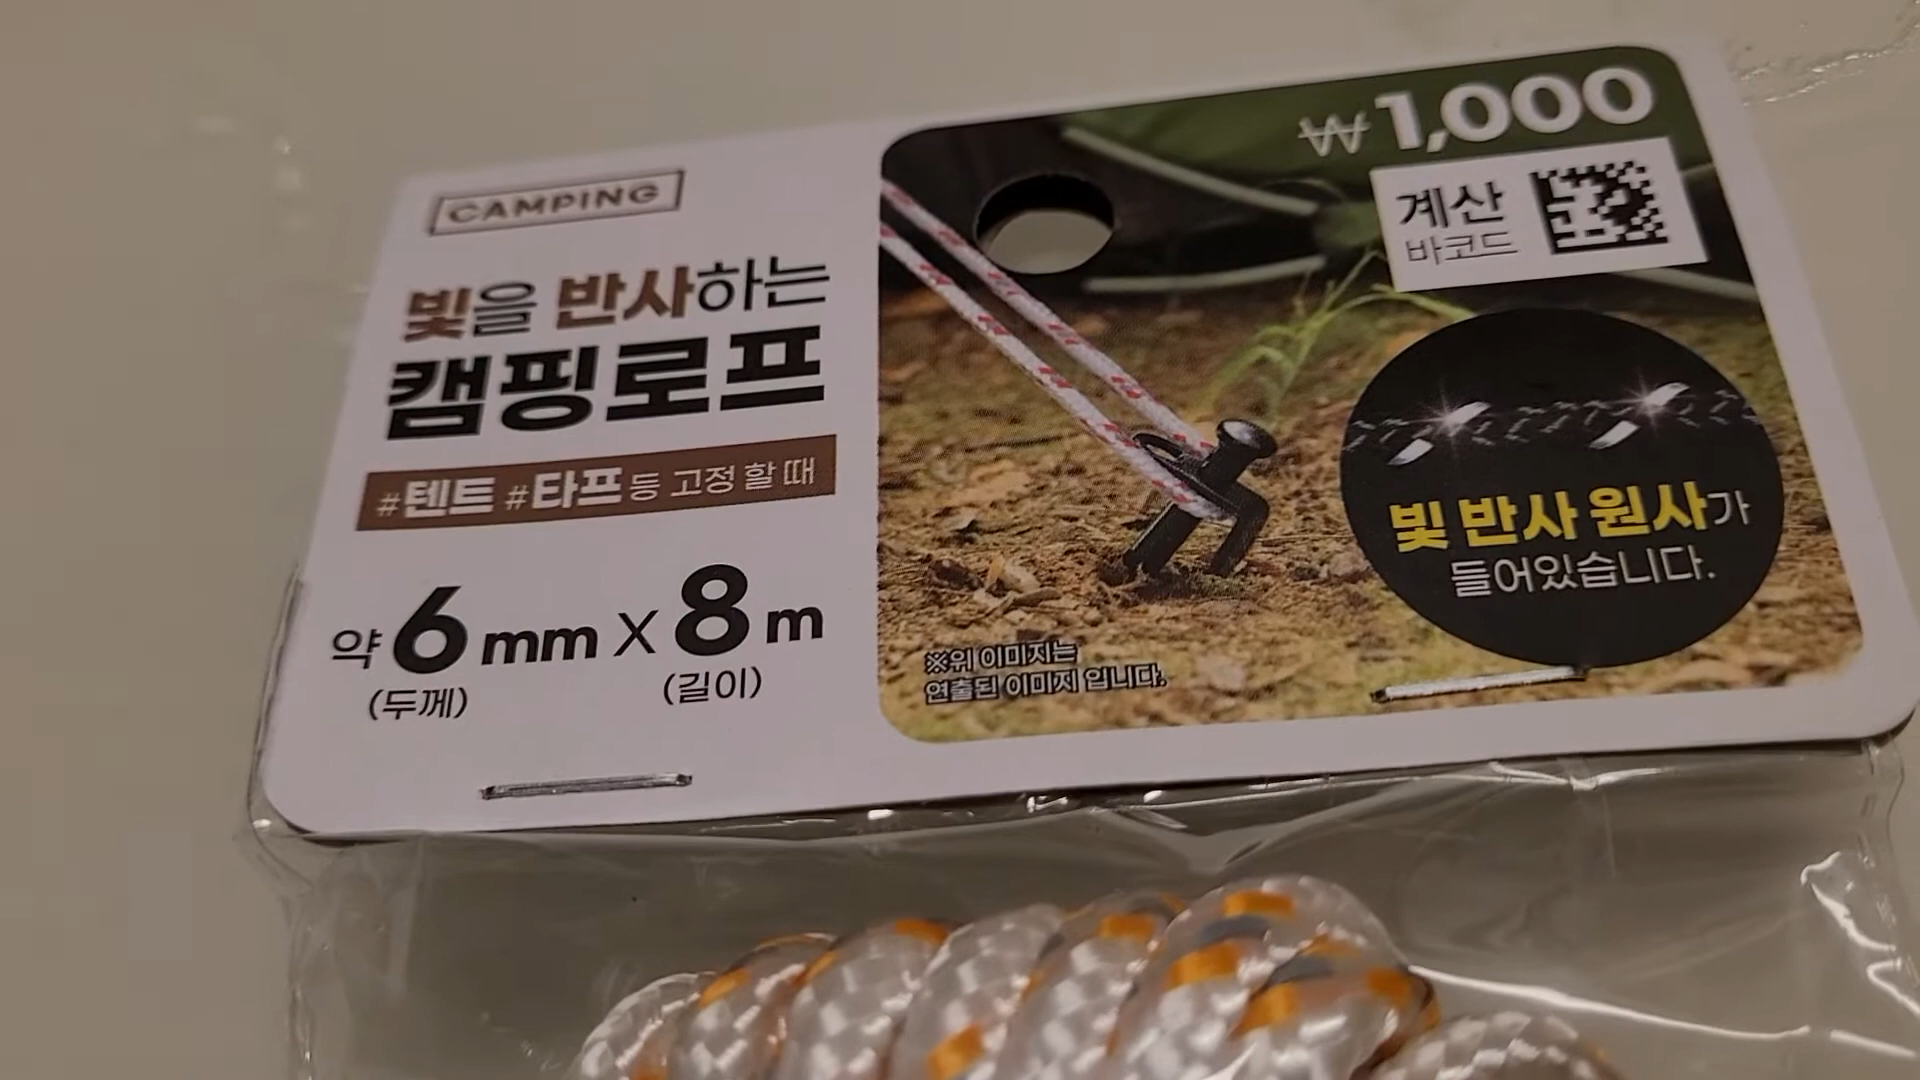 CAMPING
빛을 반사하는
캠핑로프
#텐트 #타프 등 고정 할 때
약 6 mm X 8 m
(두께) (길이)
₩1,000
계산
바코드
빛 반사 원사가
들어있습니다.
※위 이미지는
연출된 이미지 입니다.